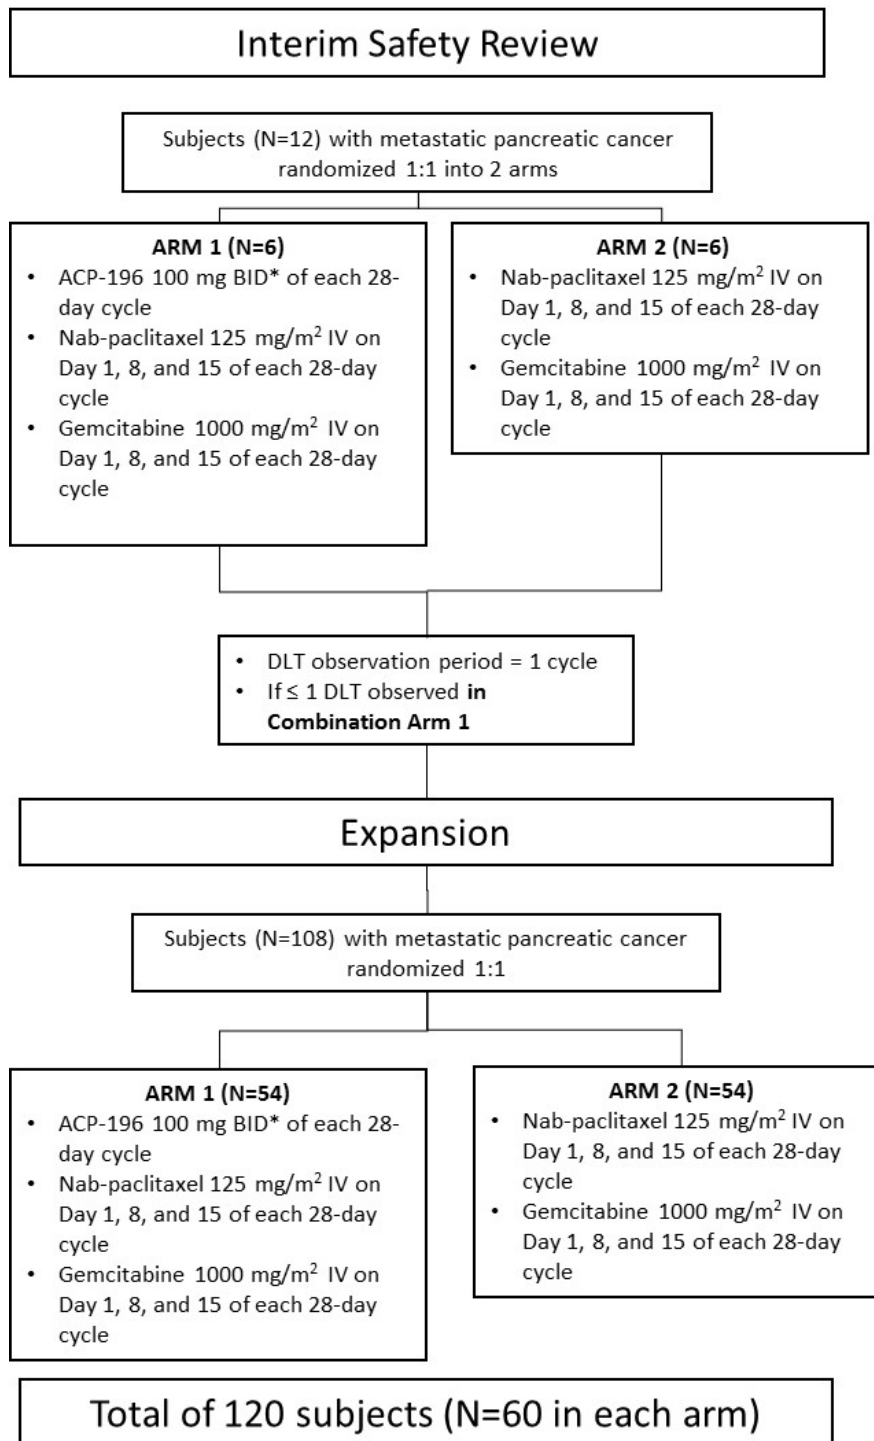 Interim Safety Review
Subjects (N=12) with metastatic pancreatic cancer
randomized 1:1 into 2 arms
ARM 1 (N=6)
• ACP-196 100 mg BID* of each 28-
day cycle
• Nab-paclitaxel 125 mg/m² IV on
Day 1, 8, and 15 of each 28-day
cycle
• Gemcitabine 1000 mg/m² IV on
Day 1, 8, and 15 of each 28-day
cycle
ARM 2 (N=6)
• Nab-paclitaxel 125 mg/m² IV on
Day 1, 8, and 15 of each 28-day
cycle
• Gemcitabine 1000 mg/m² IV on
Day 1, 8, and 15 of each 28-day
cycle
• DLT observation period = 1 cycle
• If ≤ 1 DLT observed in
Combination Arm 1
Expansion
Subjects (N=108) with metastatic pancreatic cancer
randomized 1:1
ARM 1 (N=54)
• ACP-196 100 mg BID* of each 28-
day cycle
• Nab-paclitaxel 125 mg/m² IV on
Day 1, 8, and 15 of each 28-day
cycle
• Gemcitabine 1000 mg/m² IV on
Day 1, 8, and 15 of each 28-day
cycle
ARM 2 (N=54)
• Nab-paclitaxel 125 mg/m² IV on
Day 1, 8, and 15 of each 28-day
cycle
• Gemcitabine 1000 mg/m² IV on
Day 1, 8, and 15 of each 28-day
cycle
Total of 120 subjects (N=60 in each arm)